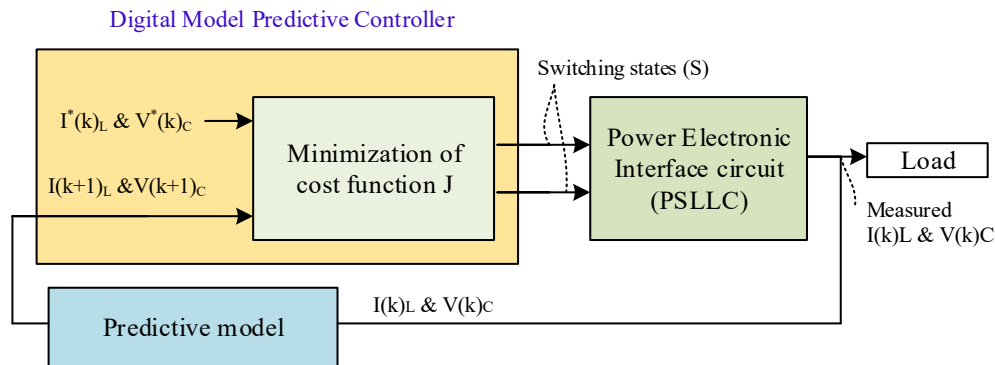 Digital Model Predictive Controller
Switching states (S)
I*(k)L & V*(k)C
Minimization of
cost function J
I(k+1)L &V(k+1)C
Power Electronic
Interface circuit
(PSLLC)
Load
Measured
I(k)L & V(k)C
I(k)L & V(k)C
Predictive model